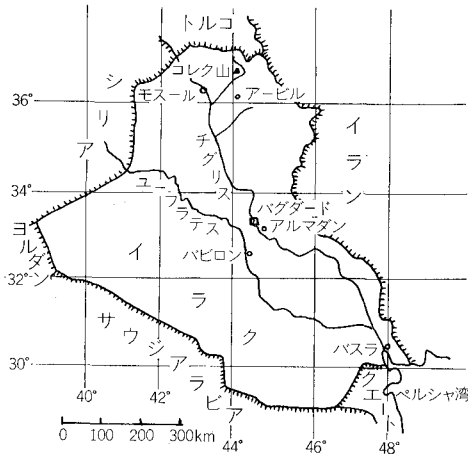 トルコ
シリア
コレク山
モスール
アービル
イラン
チグリス
ユーフラテス
バグダード
アルマダン
バビロン
ヨルダン
イラク
サウジアラビア
バスラ
クエート
ペルシャ湾
36°
34°
32°
30°
40°
42°
44°
46°
48°
0 100 200 300km